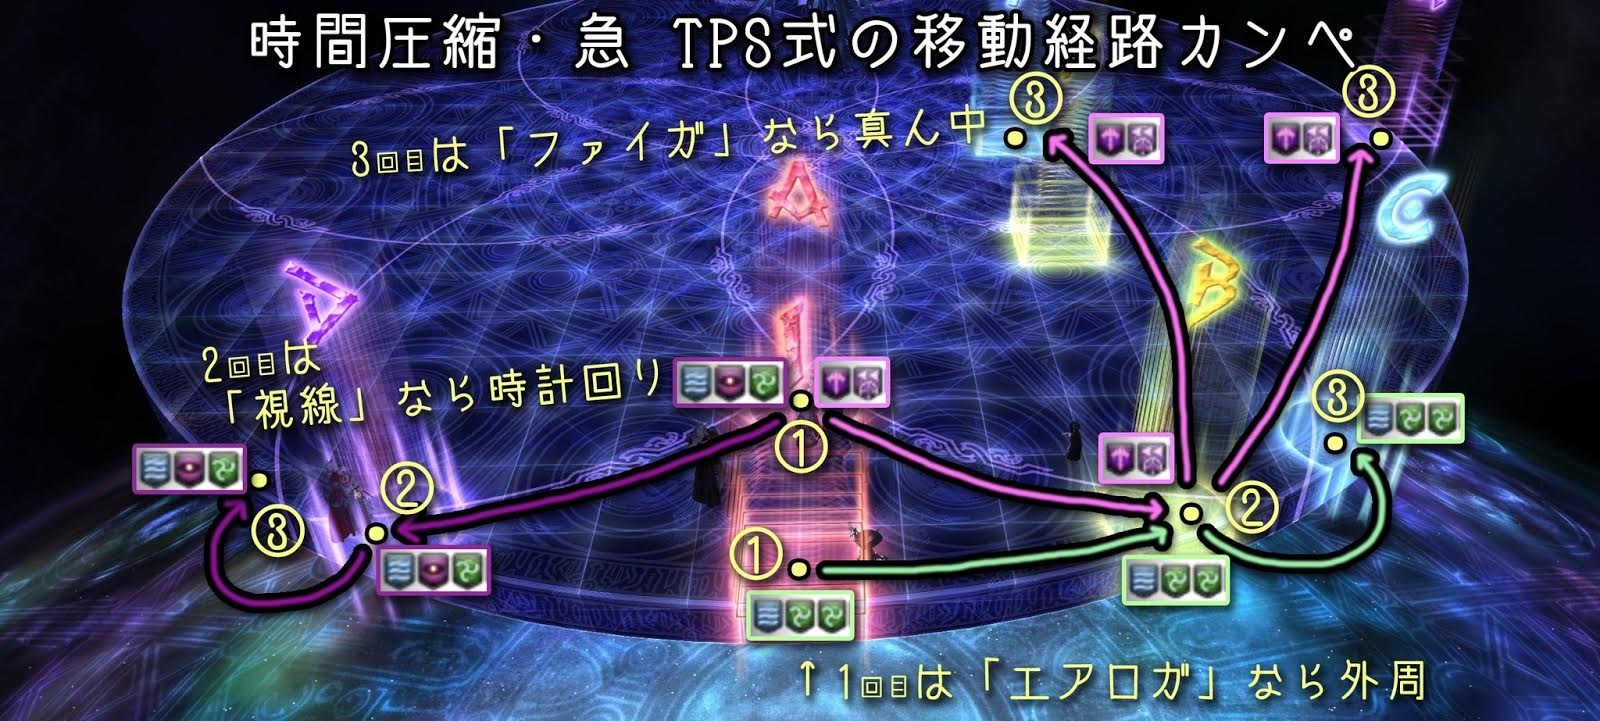 時間圧縮・急 TPS式の移動経路カンペ
③
③
3回目は「ファイガ」なら真ん中
A
C
B
D
1
2回目は
「視線」なら時計回り
③
①
②
②
③
①
↑1回目は「エアロガ」なら外周